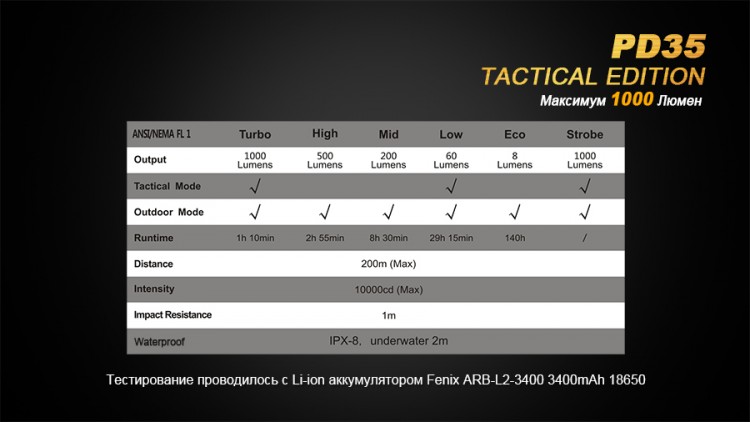 PD35
TACTICAL EDITION
Максимум 1000 Люмен
ANSI/NEMA FL 1 Turbo High Mid Low Eco Strobe
Output 1000 Lumens 500 Lumens 200 Lumens 60 Lumens 8 Lumens 1000 Lumens
Tactical Mode √ √ √
Outdoor Mode √ √ √ √ √ √
Runtime 1h 10min 2h 55min 8h 30min 29h 15min 140h /
Distance 200m (Max)
Intensity 10000cd (Max)
Impact Resistance 1m
Waterproof IPX-8, underwater 2m
Тестирование проводилось с Li-ion аккумулятором Fenix ARB-L2-3400 3400mAh 18650